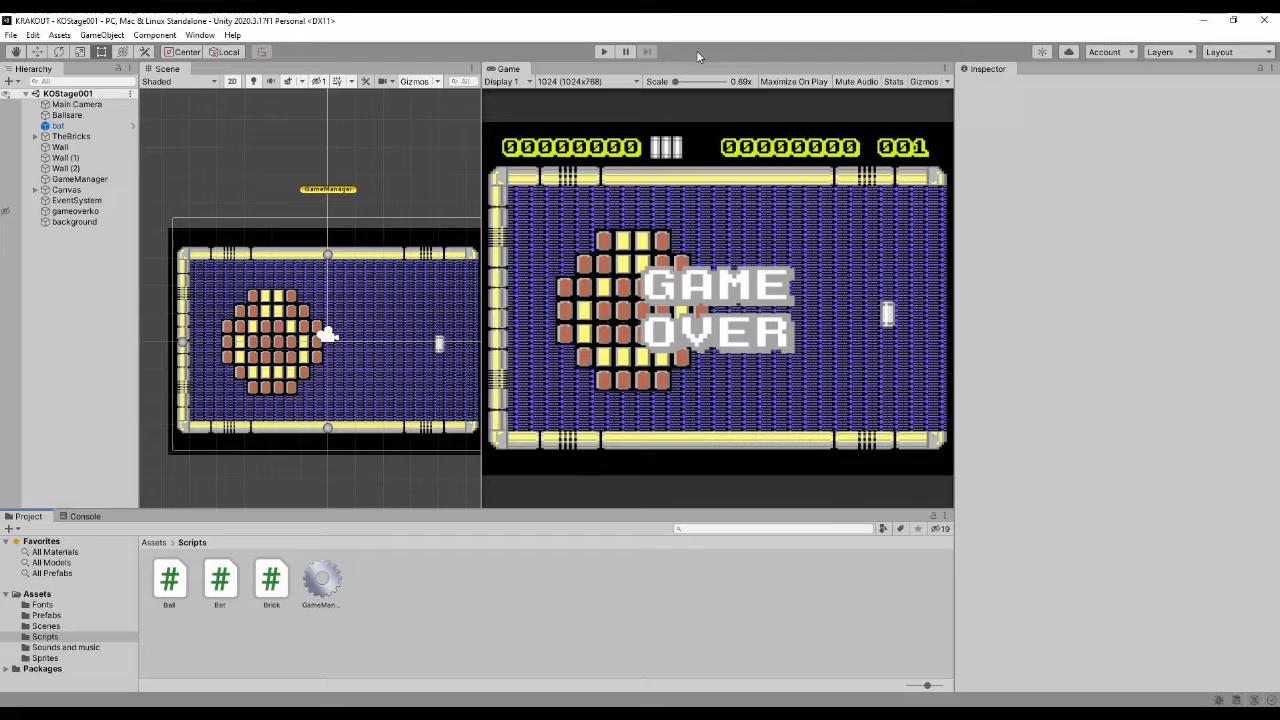 KRAKOUT - KOStage001 - PC, Mac & Linux Standalone - Unity 2020.3.17f1 Personal <DX11>
File Edit Assets GameObject Component Window Help
Center Local Account Layers Layout
Hierarchy Scene Game Inspector
All
Shaded 2D 1 Gizmos All
Display 1 1024 (1024x768) Scale 0.69x Maximize On Play Mute Audio Stats Gizmos
KOStage001
Main Camera
Ballsare
bat
TheBricks
Wall
Wall (1)
Wall (2)
GameManager
Canvas
EventSystem
gameoverko
background
GameManager
00000000 00000000 001
GAME
OVER
Project Console
19
Favorites
All Materials
All Models
All Prefabs
Assets
Fonts
Prefabs
Scenes
Scripts
Sounds and music
Sprites
Packages
Assets > Scripts
# # #
Ball Bat Brick GameMan...